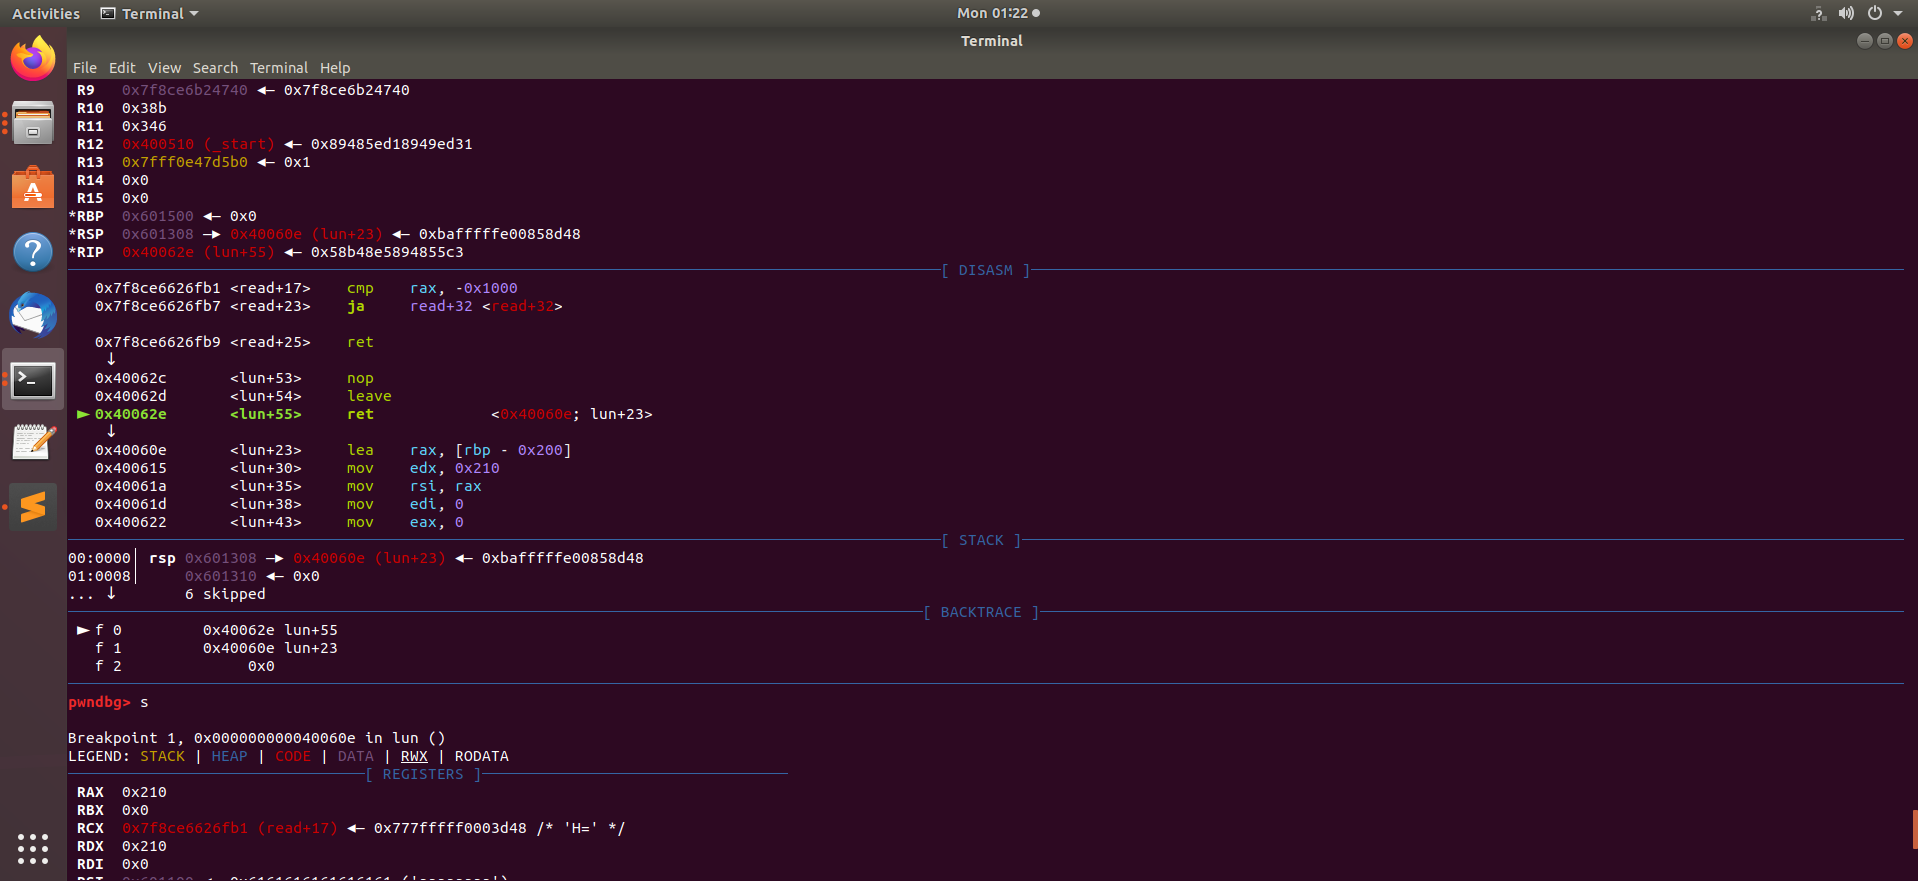 Activities Terminal Mon 01:22
Terminal
File Edit View Search Terminal Help
R9 0x7f8ce6b24740 ◂— 0x7f8ce6b24740
R10 0x38b
R11 0x346
R12 0x400510 (_start) ◂— 0x89485ed18949ed31
R13 0x7fff0e47d5b0 ◂— 0x1
R14 0x0
R15 0x0
*RBP 0x601500 ◂— 0x0
*RSP 0x601308 —▸ 0x40060e (lun+23) ◂— 0xbafffffe00858d48
*RIP 0x40062e (lun+55) ◂— 0x58b48e5894855c3
[ DISASM ]
0x7f8ce6626fb1 <read+17> cmp rax, -0x1000
0x7f8ce6626fb7 <read+23> ja read+32 <read+32>
0x7f8ce6626fb9 <read+25> ret
↓
0x40062c <lun+53> nop
0x40062d <lun+54> leave
► 0x40062e <lun+55> ret <0x40060e; lun+23>
↓
0x40060e <lun+23> lea rax, [rbp - 0x200]
0x400615 <lun+30> mov edx, 0x210
0x40061a <lun+35> mov rsi, rax
0x40061d <lun+38> mov edi, 0
0x400622 <lun+43> mov eax, 0
[ STACK ]
00:0000│ rsp 0x601308 —▸ 0x40060e (lun+23) ◂— 0xbafffffe00858d48
01:0008│ 0x601310 ◂— 0x0
... ↓ 6 skipped
[ BACKTRACE ]
► f 0 0x40062e lun+55
f 1 0x40060e lun+23
f 2 0x0
pwndbg> s
Breakpoint 1, 0x000000000040060e in lun ()
LEGEND: STACK | HEAP | CODE | DATA | RWX | RODATA
[ REGISTERS ]
RAX 0x210
RBX 0x0
RCX 0x7f8ce6626fb1 (read+17) ◂— 0x777fffff0003d48 /* 'H=' */
RDX 0x210
RDI 0x0